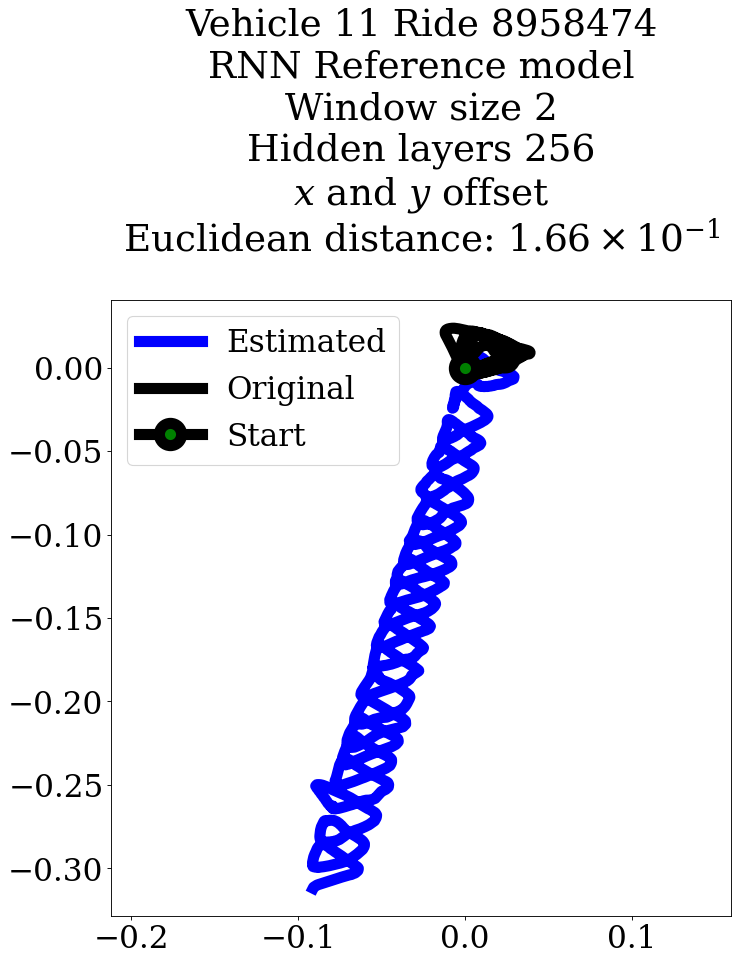 Vehicle 11 Ride 8958474
RNN Reference model
Window size 2
Hidden layers 256
x and y offset
Euclidean distance: 1.66 × 10⁻¹
Estimated
Original
Start
0.00
−0.05
−0.10
−0.15
−0.20
−0.25
−0.30
−0.2 −0.1 0.0 0.1